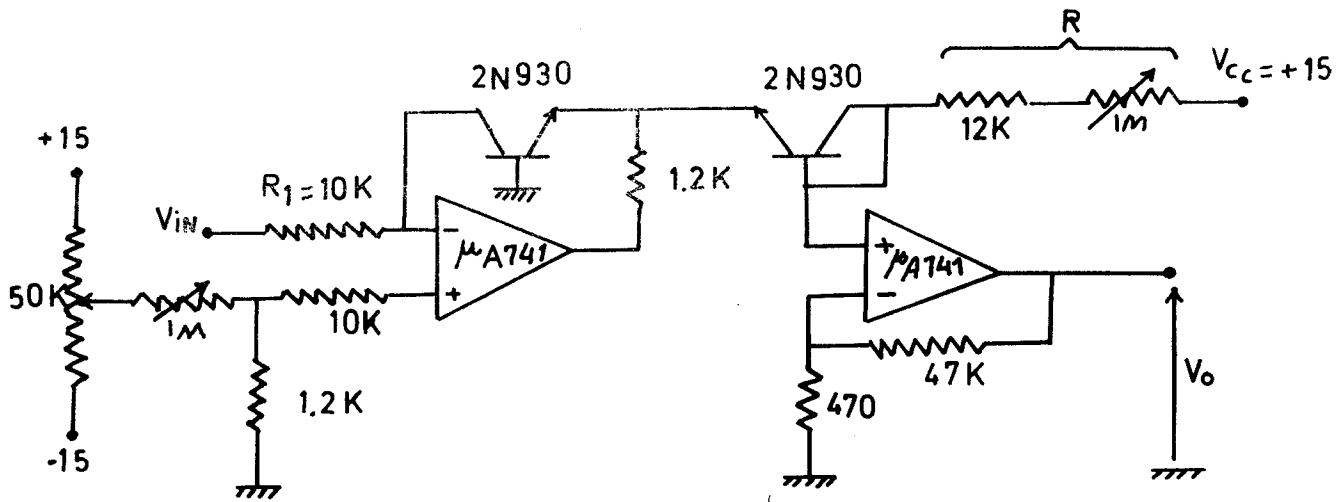 R
2N930
2N930
Vcc=+15
12K
1M
+15
R1=10K
1.2K
VIN
-
μA741
+
50K
1M
10K
+
μA741
-
1.2K
47K
470
Vo
-15